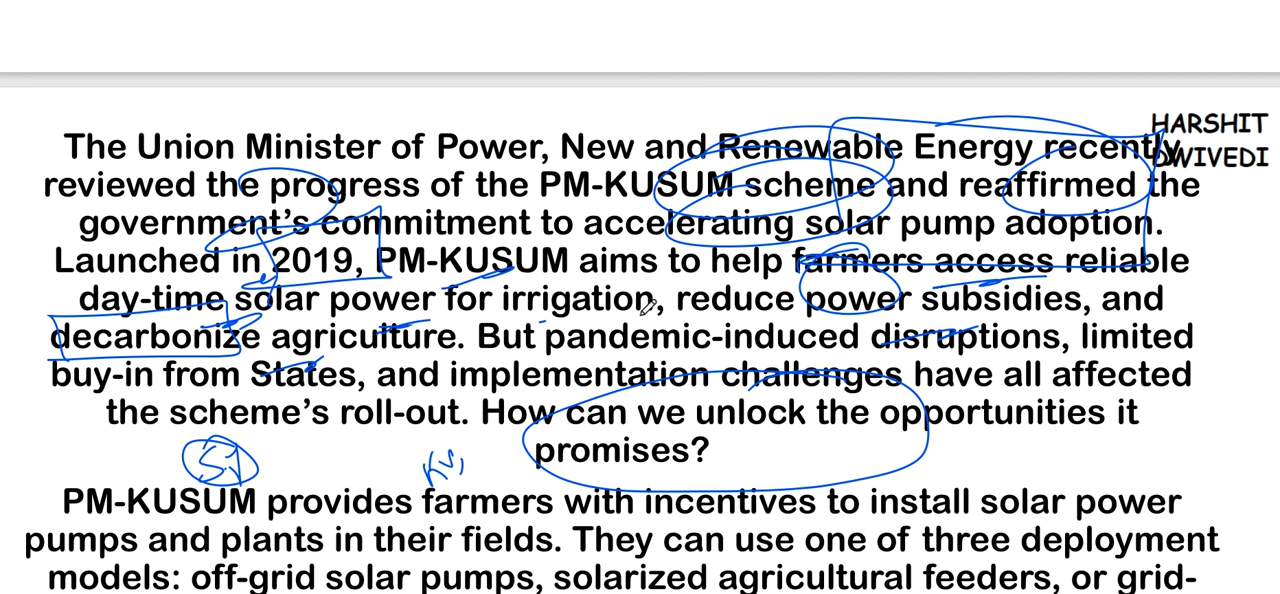 HARSHIT
DWIVEDI
The Union Minister of Power, New and Renewable Energy recently
reviewed the progress of the PM-KUSUM scheme and reaffirmed the
government's commitment to accelerating solar pump adoption.
Launched in 2019, PM-KUSUM aims to help farmers access reliable
day-time solar power for irrigation, reduce power subsidies, and
decarbonize agriculture. But pandemic-induced disruptions, limited
buy-in from States, and implementation challenges have all affected
the scheme's roll-out. How can we unlock the opportunities it
promises?
PM-KUSUM provides farmers with incentives to install solar power
pumps and plants in their fields. They can use one of three deployment
models: off-grid solar pumps, solarized agricultural feeders, or grid-